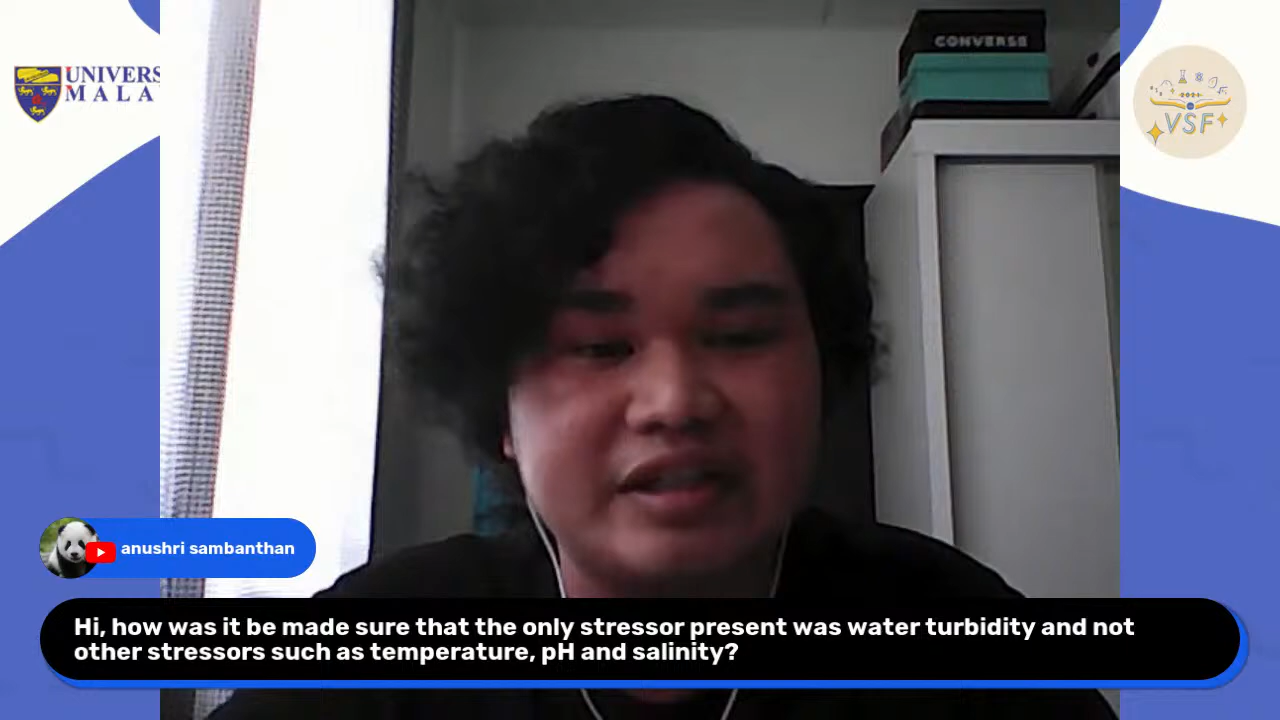 UNIVERS
MALA
CONVERSE
2021
VSF
anushri sambanthan
Hi, how was it be made sure that the only stressor present was water turbidity and not
other stressors such as temperature, pH and salinity?